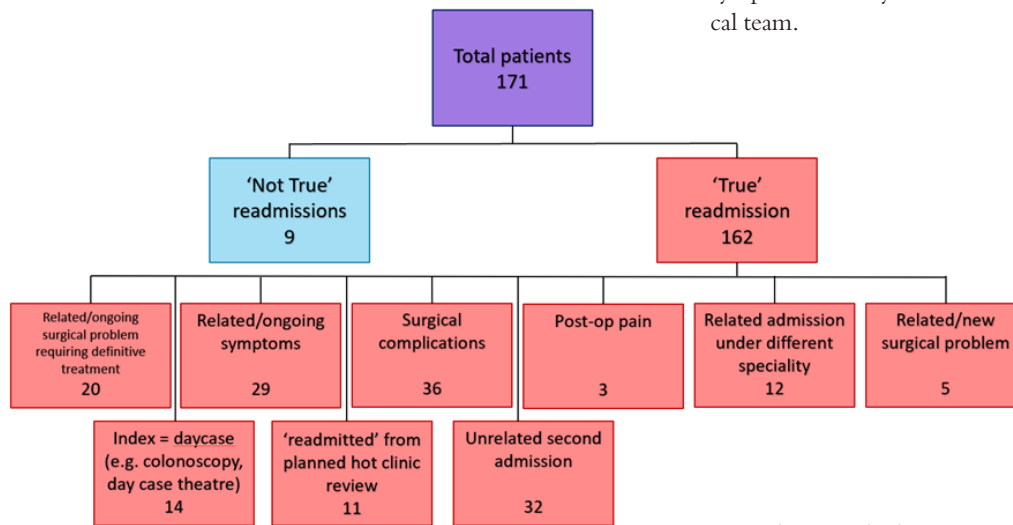 cal team.
Total patients
171
‘Not True’
readmissions
9
‘True’
readmission
162
Related/ongoing
surgical problem
requiring definitive
treatment
20
Related/ongoing
symptoms
29
Surgical
complications
36
Post-op pain
3
Related admission
under different
speciality
12
Related/new
surgical problem
5
Index = daycase
(e.g. colonoscopy,
day case theatre)
14
‘readmitted’ from
planned hot clinic
review
11
Unrelated second
admission
32